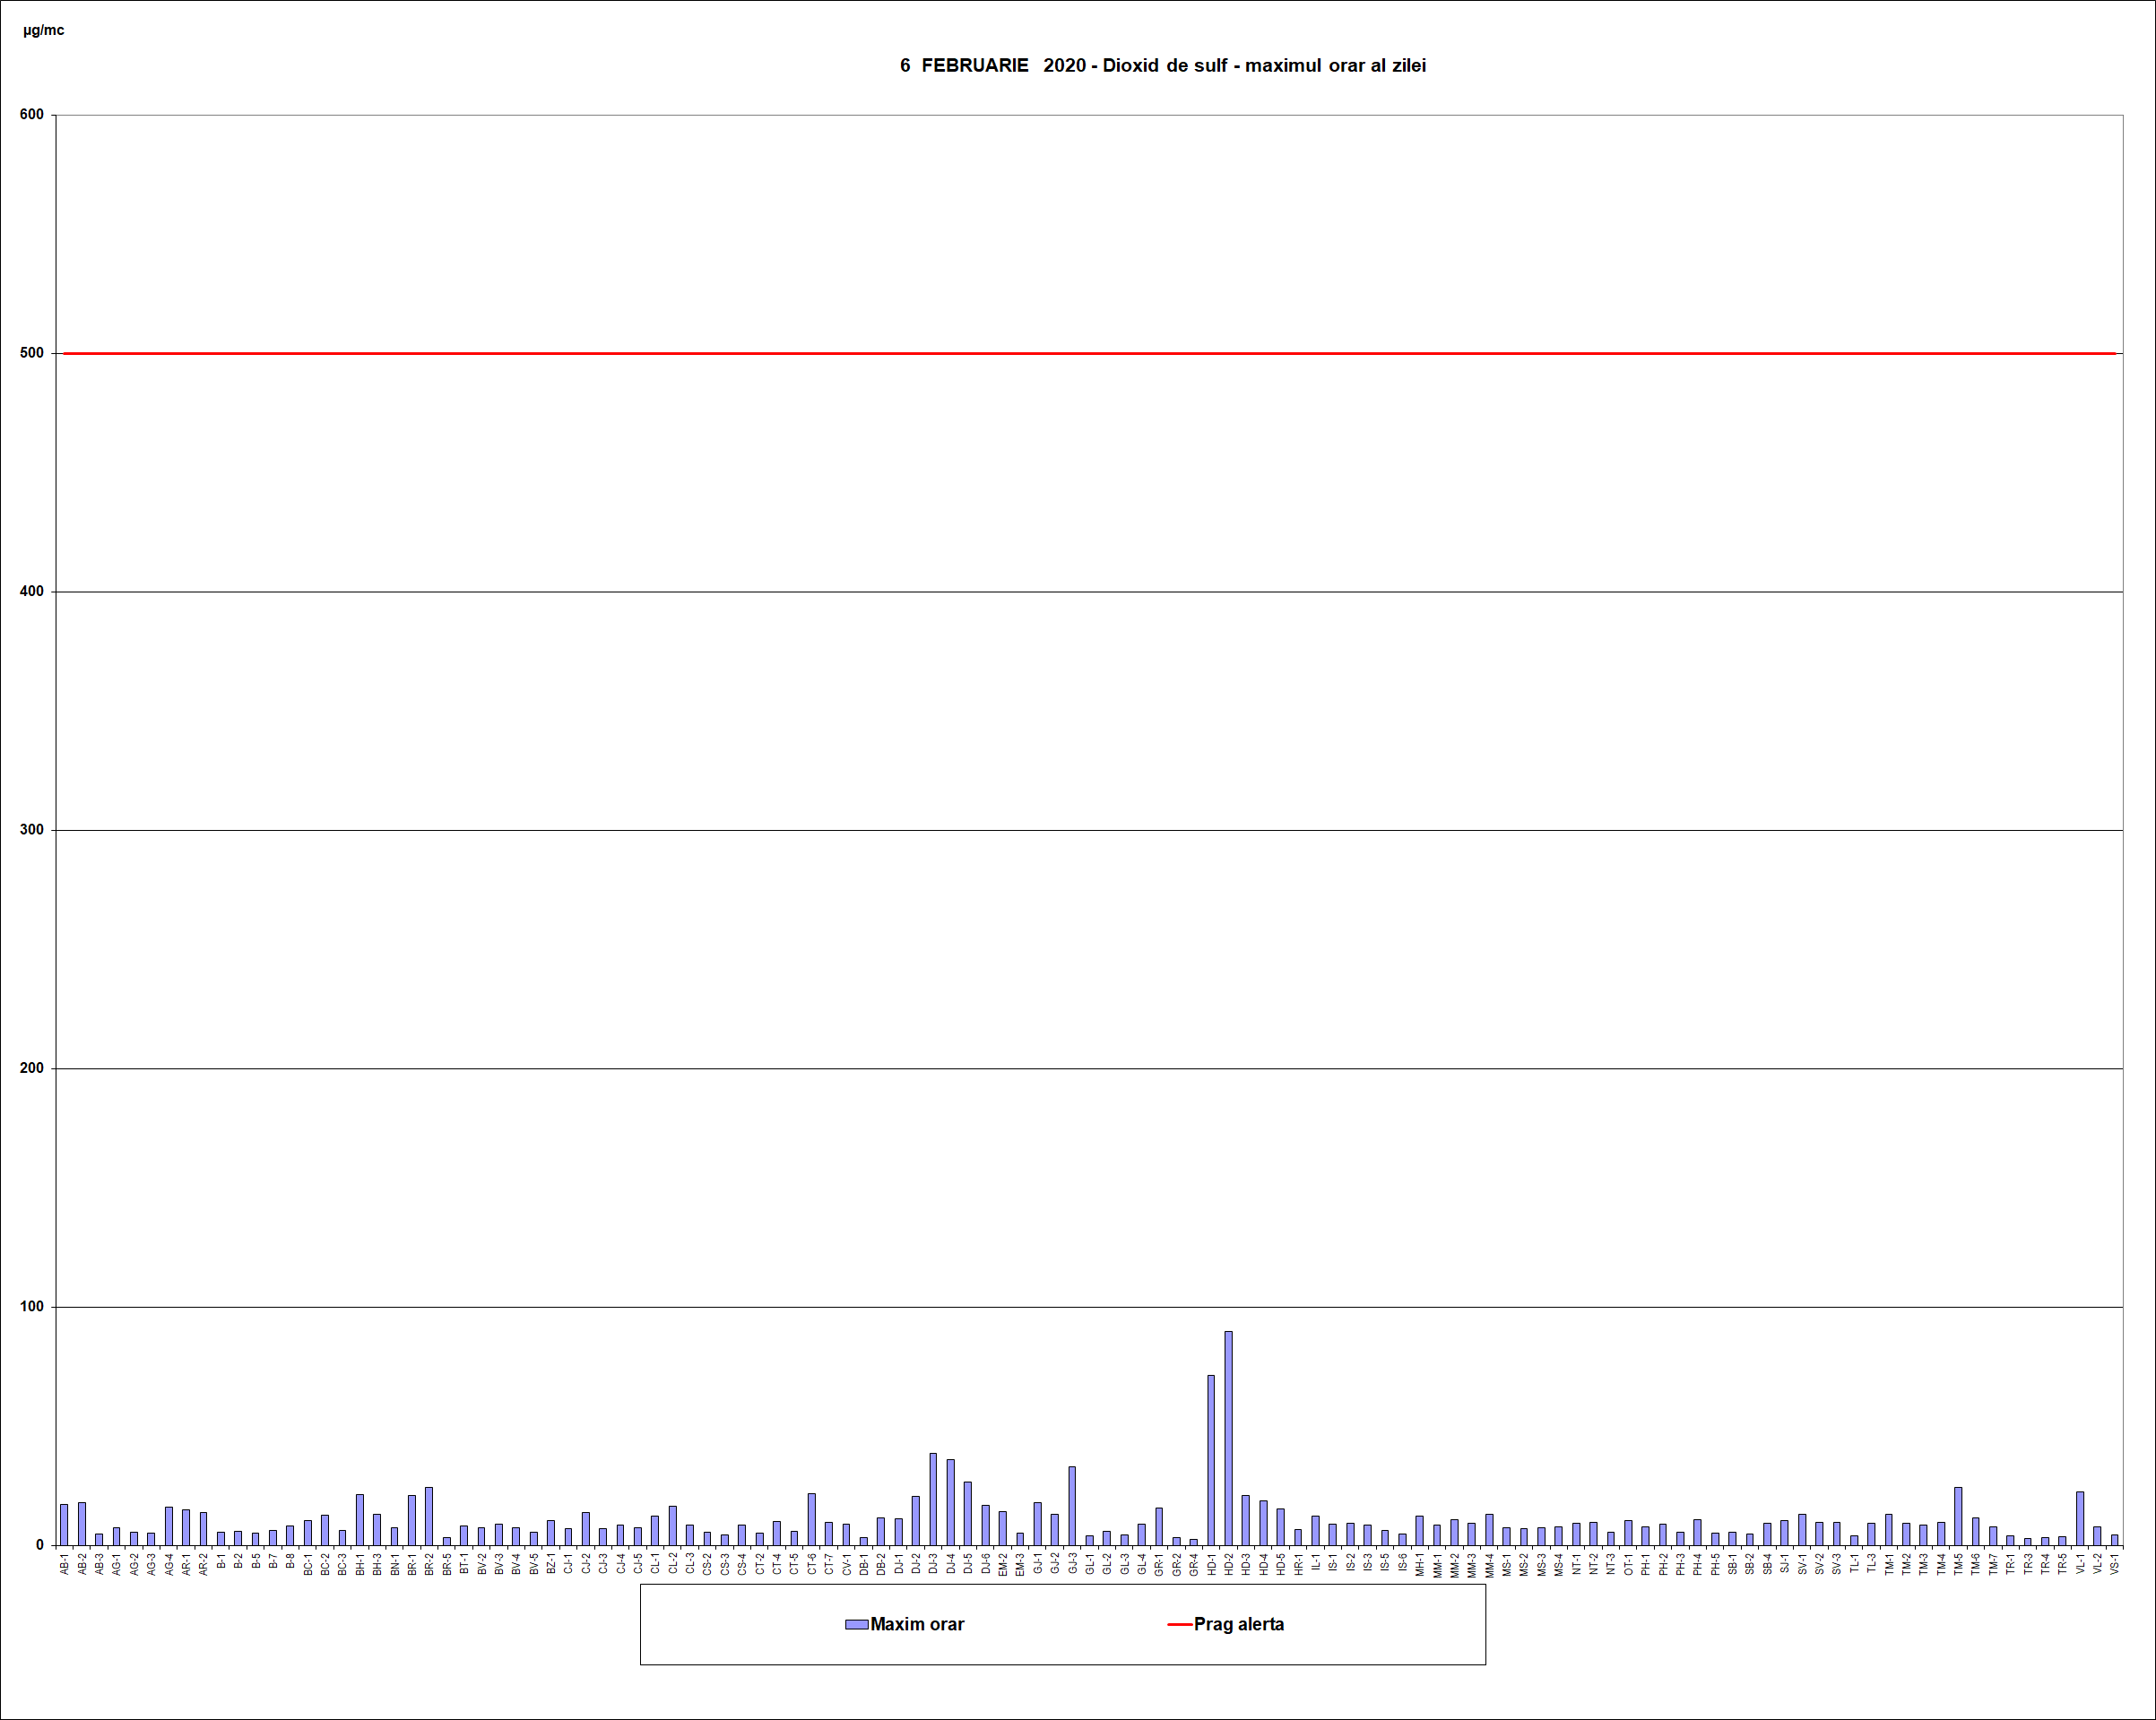 µg/mc
6 FEBRUARIE 2020 - Dioxid de sulf - maximul orar al zilei
600
500
400
300
200
100
0
AB-1 AB-2 AB-3 AG-1 AG-2 AG-3 AG-4 AR-1 AR-2 B-1 B-2 B-5 B-7 B-8 BC-1 BC-2 BC-3 BH-1 BH-3 BN-1 BR-1 BR-2 BR-5 BT-1 BV-2 BV-3 BV-4 BV-5 BZ-1 CJ-1 CJ-2 CJ-3 CJ-4 CJ-5 CL-1 CL-2 CL-3 CS-2 CS-3 CS-4 CT-2 CT-4 CT-5 CT-6 CT-7 CV-1 DB-1 DB-2 DJ-1 DJ-2 DJ-3 DJ-4 DJ-5 DJ-6 EM-2 EM-3 GJ-1 GJ-2 GJ-3 GL-1 GL-2 GL-3 GL-4 GR-1 GR-2 GR-4 HD-1 HD-2 HD-3 HD-4 HD-5 HR-1 IL-1 IS-1 IS-2 IS-3 IS-5 IS-6 MH-1 MM-1 MM-2 MM-3 MM-4 MS-1 MS-2 MS-3 MS-4 NT-1 NT-2 NT-3 OT-1 PH-1 PH-2 PH-3 PH-4 PH-5 SB-1 SB-2 SB-4 SJ-1 SV-1 SV-2 SV-3 TL-1 TL-3 TM-1 TM-2 TM-3 TM-4 TM-5 TM-6 TM-7 TR-1 TR-3 TR-4 TR-5 VL-1 VL-2 VS-1
Maxim orar Prag alerta